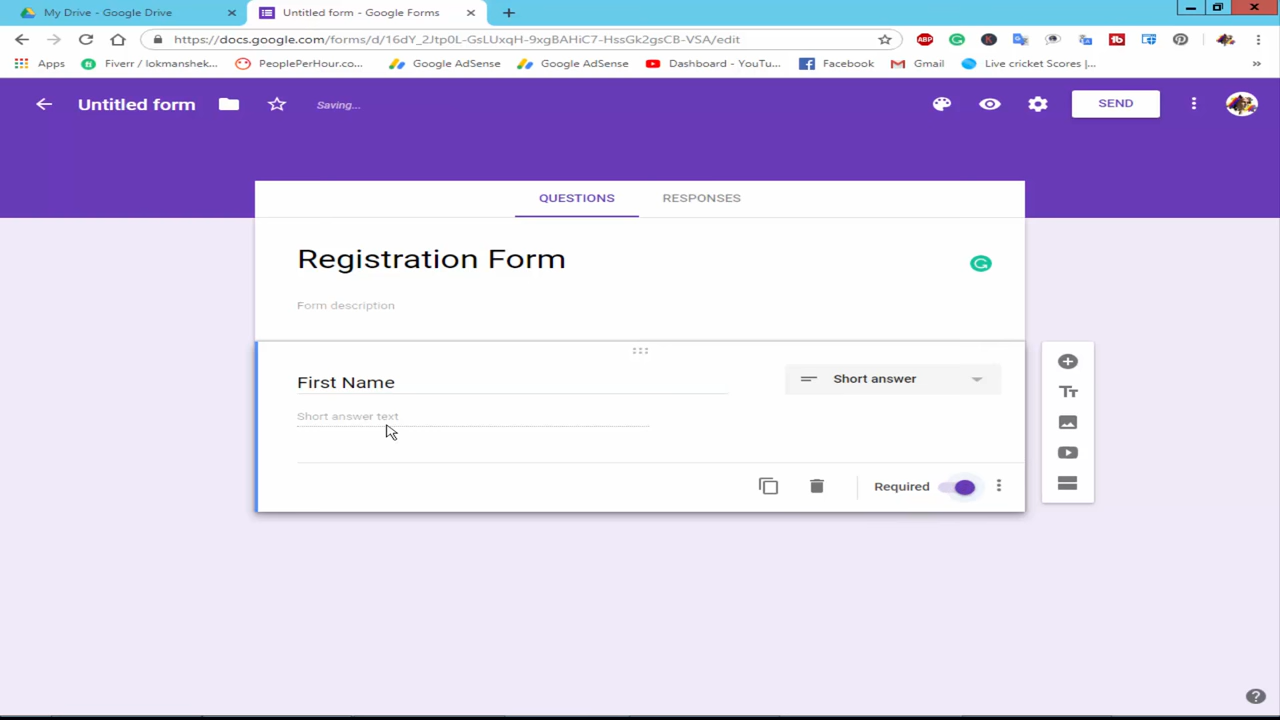 My Drive - Google Drive
Untitled form - Google Forms
https://docs.google.com/forms/d/16dY_2Jtp0L-GsLUxqH-9xgBAHiC7-HssGk2gsCB-VSA/edit
Apps
Fiverr / lokmanshek...
PeoplePerHour.co...
Google AdSense
Google AdSense
Dashboard - YouTu...
Facebook
Gmail
Live cricket Scores |...
Untitled form
Saving...
SEND
QUESTIONS
RESPONSES
Registration Form
Form description
First Name
Short answer
Short answer text
Required